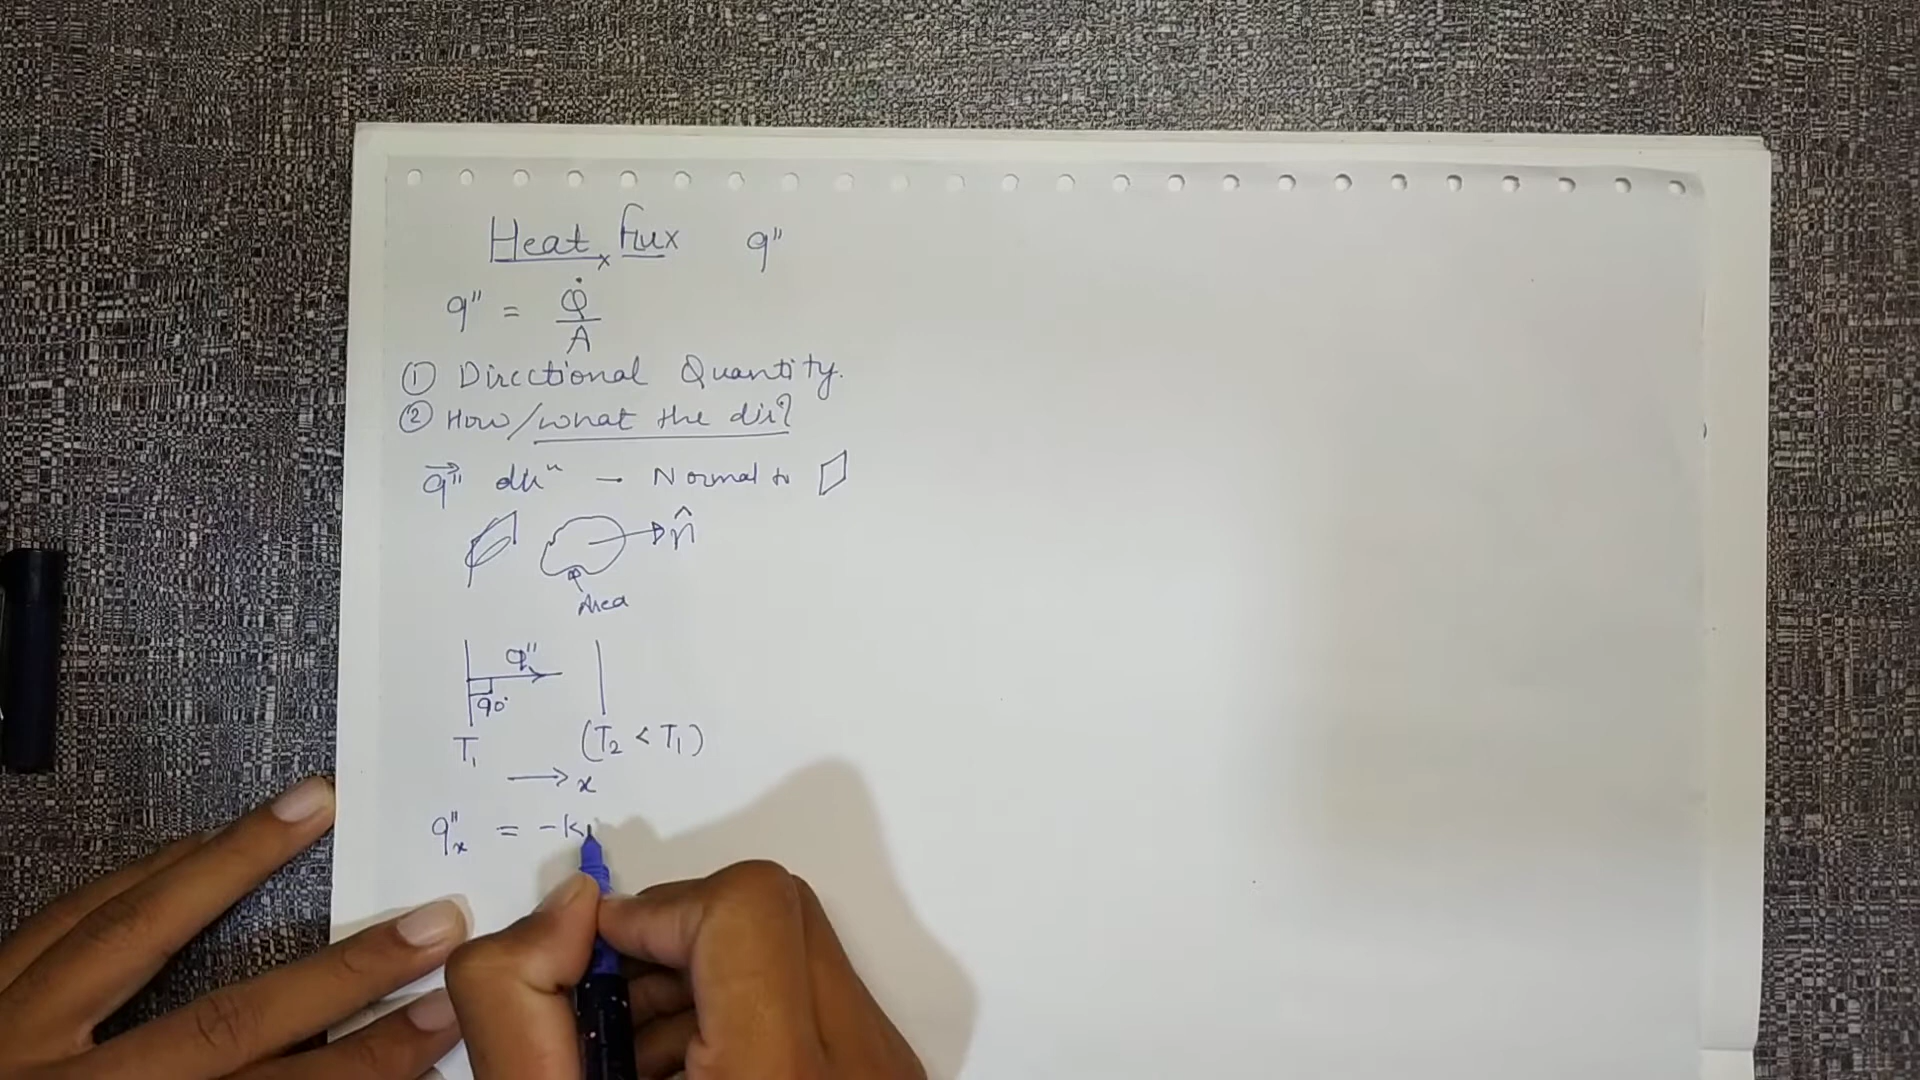 Heat flux q"
q" = Q̇
A
① Directional Quantity.
② How/what the dir?
q⃗" dirⁿ → Normal to
n̂
Area
q"
90°
T₁ (T₂ < T₁)
→ x
q"ₓ = -k